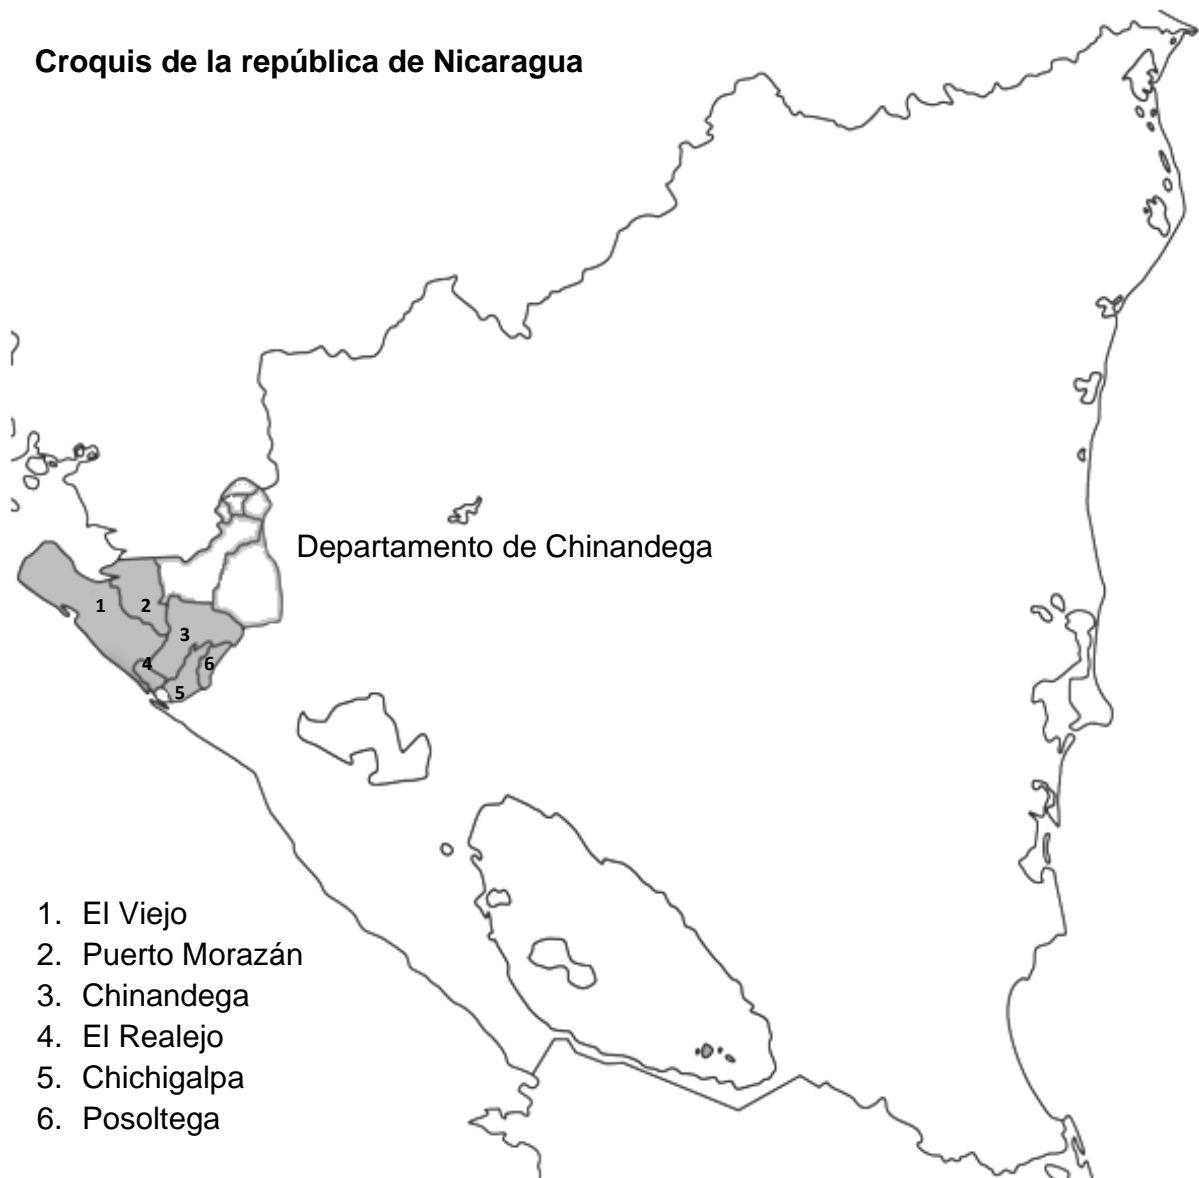 Croquis de la república de Nicaragua
Departamento de Chinandega
1
2
3
4
6
5
1. El Viejo
2. Puerto Morazán
3. Chinandega
4. El Realejo
5. Chichigalpa
6. Posoltega